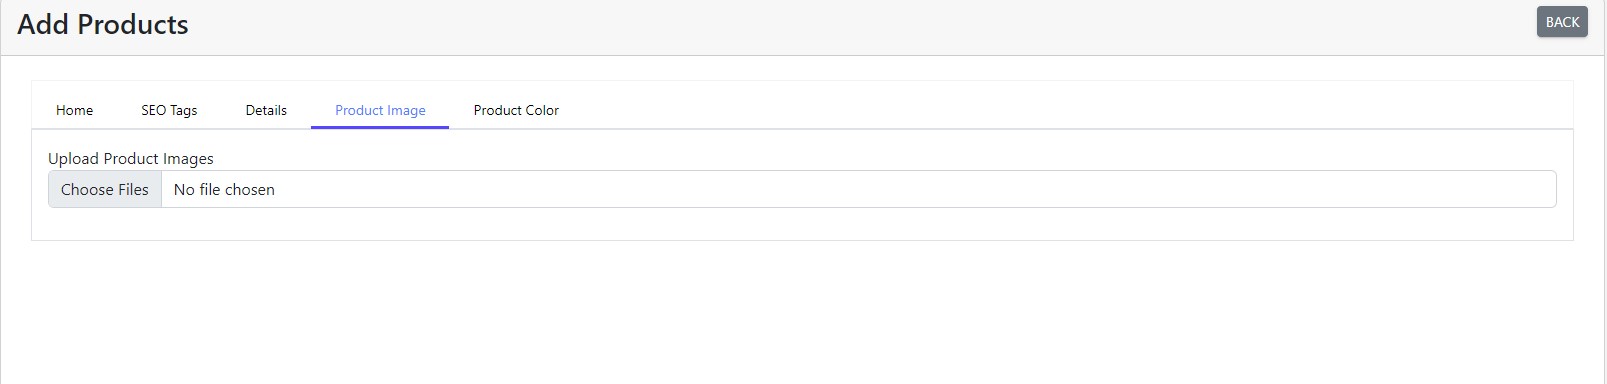 Add Products
BACK
Home SEO Tags Details Product Image Product Color
Upload Product Images
Choose Files No file chosen